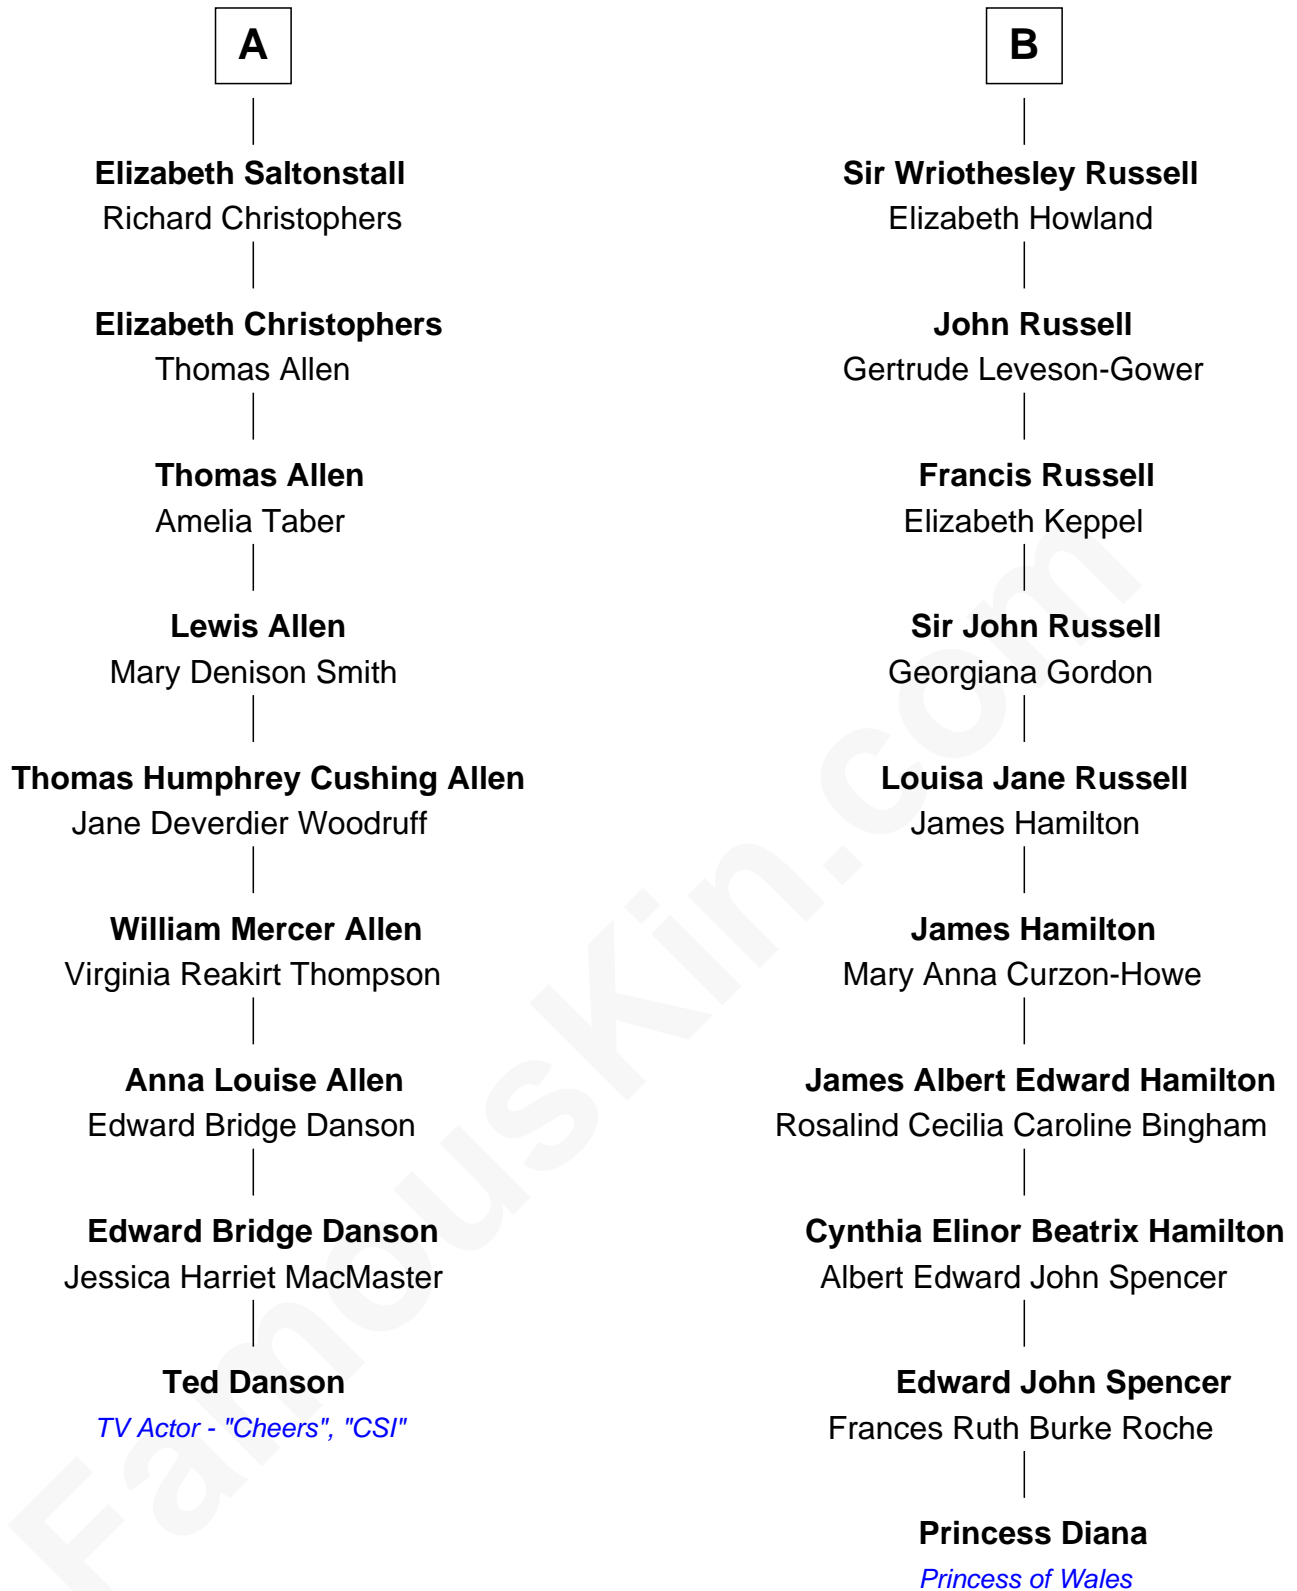 A
Elizabeth Saltonstall
Richard Christophers
Elizabeth Christophers
Thomas Allen
Thomas Allen
Amelia Taber
Lewis Allen
Mary Denison Smith
Thomas Humphrey Cushing Allen
Jane Deverdier Woodruff
William Mercer Allen
Virginia Reakirt Thompson
Anna Louise Allen
Edward Bridge Danson
Edward Bridge Danson
Jessica Harriet MacMaster
Ted Danson
TV Actor - "Cheers", "CSI"
B
Sir Wriothesley Russell
Elizabeth Howland
John Russell
Gertrude Leveson-Gower
Francis Russell
Elizabeth Keppel
Sir John Russell
Georgiana Gordon
Louisa Jane Russell
James Hamilton
James Hamilton
Mary Anna Curzon-Howe
James Albert Edward Hamilton
Rosalind Cecilia Caroline Bingham
Cynthia Elinor Beatrix Hamilton
Albert Edward John Spencer
Edward John Spencer
Frances Ruth Burke Roche
Princess Diana
Princess of Wales
FamousKin.com